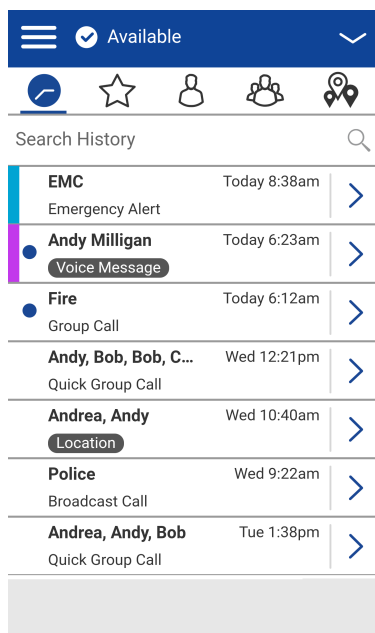 Available
Search History
EMC Today 8:38am
Emergency Alert
Andy Milligan Today 6:23am
Voice Message
Fire Today 6:12am
Group Call
Andy, Bob, Bob, C... Wed 12:21pm
Quick Group Call
Andrea, Andy Wed 10:40am
Location
Police Wed 9:22am
Broadcast Call
Andrea, Andy, Bob Tue 1:38pm
Quick Group Call